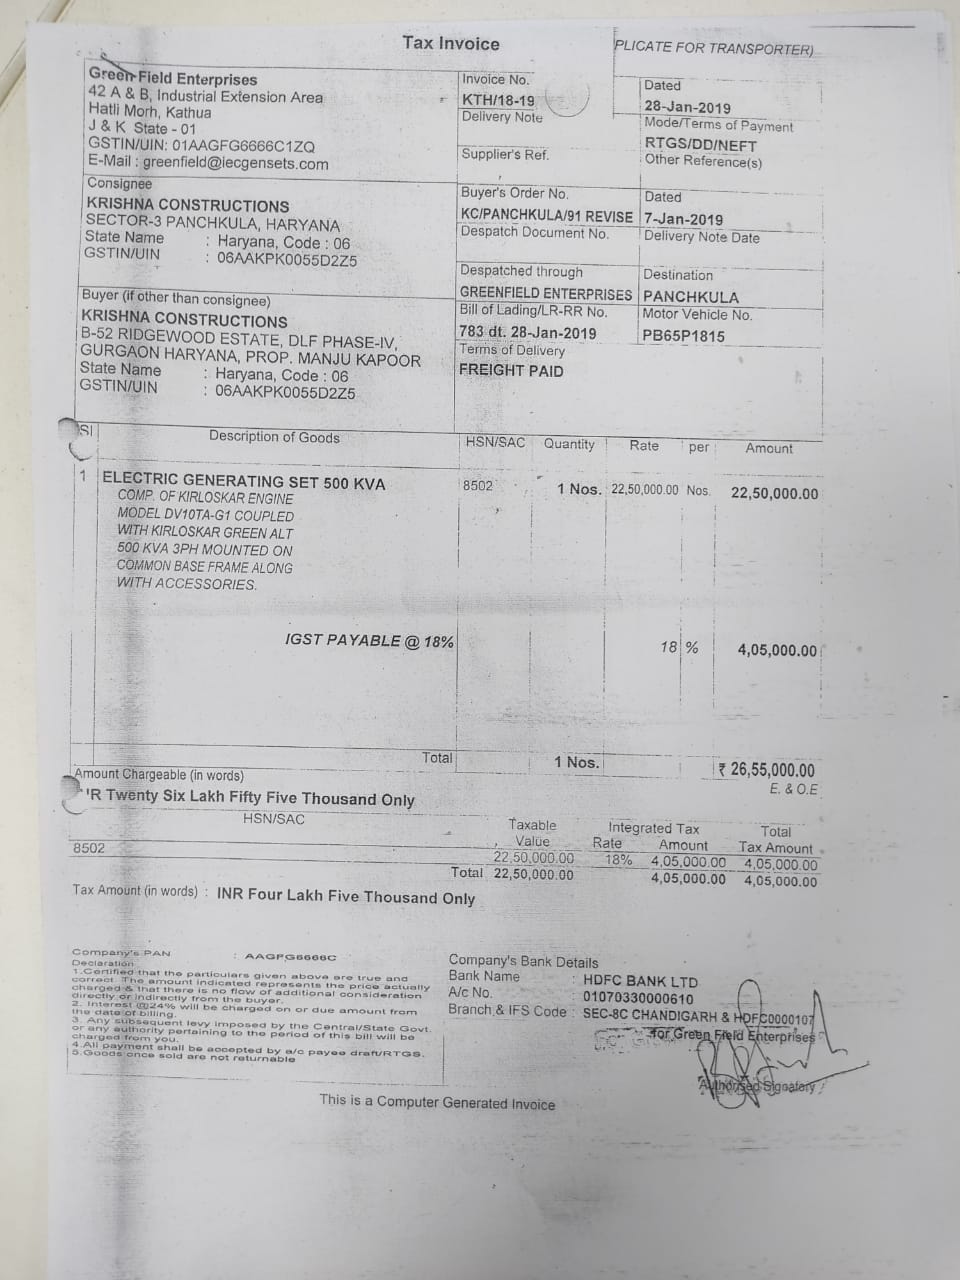 Tax Invoice
PLICATE FOR TRANSPORTER)
Green Field Enterprises
42 A & B, Industrial Extension Area
Hatli Morh, Kathua
J & K State - 01
GSTIN/UIN: 01AAGFG6666C1ZQ
E-Mail : greenfield@iecgensets.com
Invoice No.
KTH/18-19
Dated
28-Jan-2019
Delivery Note
Mode/Terms of Payment
RTGS/DD/NEFT
Supplier's Ref.
Other Reference(s)
Consignee
KRISHNA CONSTRUCTIONS
SECTOR-3 PANCHKULA, HARYANA
State Name : Haryana, Code : 06
GSTIN/UIN : 06AAKPK0055D2Z5
Buyer's Order No.
KC/PANCHKULA/91 REVISE
Dated
7-Jan-2019
Despatch Document No.
Delivery Note Date
Despatched through
GREENFIELD ENTERPRISES
Destination
PANCHKULA
Buyer (if other than consignee)
KRISHNA CONSTRUCTIONS
B-52 RIDGEWOOD ESTATE, DLF PHASE-IV,
GURGAON HARYANA, PROP. MANJU KAPOOR
State Name : Haryana, Code : 06
GSTIN/UIN : 06AAKPK0055D2Z5
Bill of Lading/LR-RR No.
783 dt. 28-Jan-2019
Motor Vehicle No.
PB65P1815
Terms of Delivery
FREIGHT PAID
Sl Description of Goods HSN/SAC Quantity Rate per Amount
1 ELECTRIC GENERATING SET 500 KVA 8502 1 Nos. 22,50,000.00 Nos. 22,50,000.00
COMP. OF KIRLOSKAR ENGINE
MODEL DV10TA-G1 COUPLED
WITH KIRLOSKAR GREEN ALT
500 KVA 3PH MOUNTED ON
COMMON BASE FRAME ALONG
WITH ACCESSORIES.
IGST PAYABLE @ 18% 18 % 4,05,000.00
Total 1 Nos. ₹ 26,55,000.00
Amount Chargeable (in words) E. & O.E
R Twenty Six Lakh Fifty Five Thousand Only
HSN/SAC Taxable Value Integrated Tax Rate Amount Total Tax Amount
8502 22,50,000.00 18% 4,05,000.00 4,05,000.00
Total 22,50,000.00 4,05,000.00 4,05,000.00
Tax Amount (in words) : INR Four Lakh Five Thousand Only
Company's PAN : AAGFG6666C
Declaration
1.Certified that the particulars given above are true and
correct The amount indicated represents the price actually
charged & that there is no flow of additional consideration
directly or indirectly from the buyer.
2. Interest @24% will be charged on or due amount from
the date of billing.
3. Any subsequent levy imposed by the Central/State Govt.
or any authority pertaining to the period of this bill will be
charged from you.
4.All payment shall be accepted by a/c payee draft/RTGS.
5.Goods once sold are not returnable
Company's Bank Details
Bank Name : HDFC BANK LTD
A/c No. : 01070330000610
Branch & IFS Code : SEC-8C CHANDIGARH & HDFC0000107
for Green Field Enterprises
Authorised Signatory
This is a Computer Generated Invoice